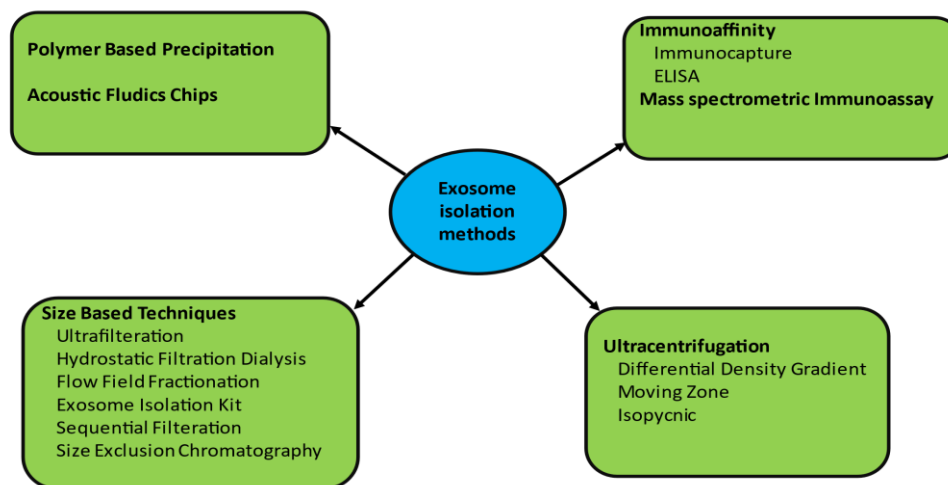 Polymer Based Precipitation
Acoustic Fludics Chips
Immunoaffinity
Immunocapture
ELISA
Mass spectrometric Immunoassay
Exosome
isolation
methods
Size Based Techniques
Ultrafilteration
Hydrostatic Filtration Dialysis
Flow Field Fractionation
Exosome Isolation Kit
Sequential Filteration
Size Exclusion Chromatography
Ultracentrifugation
Differential Density Gradient
Moving Zone
Isopycnic